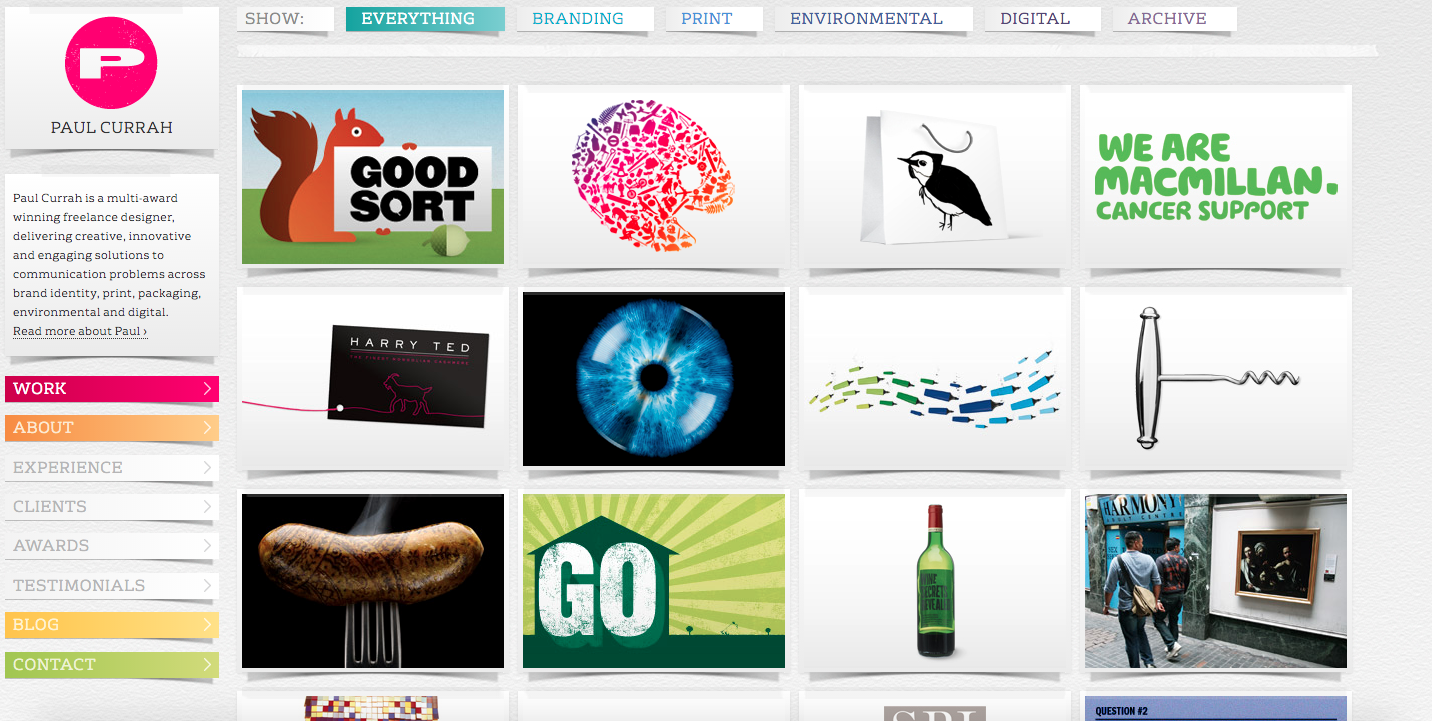 P
PAUL CURRAH
Paul Currah is a multi-award
winning freelance designer,
delivering creative, innovative
and engaging solutions to
communication problems across
brand identity, print, packaging,
environmental and digital.
Read more about Paul ›
WORK
ABOUT
EXPERIENCE
CLIENTS
AWARDS
TESTIMONIALS
BLOG
CONTACT
SHOW:
EVERYTHING
BRANDING
PRINT
ENVIRONMENTAL
DIGITAL
ARCHIVE
GOOD
SORT
WE ARE
MACMILLAN.
CANCER SUPPORT
HARRY TED
GO
HARMONY
QUESTION #2